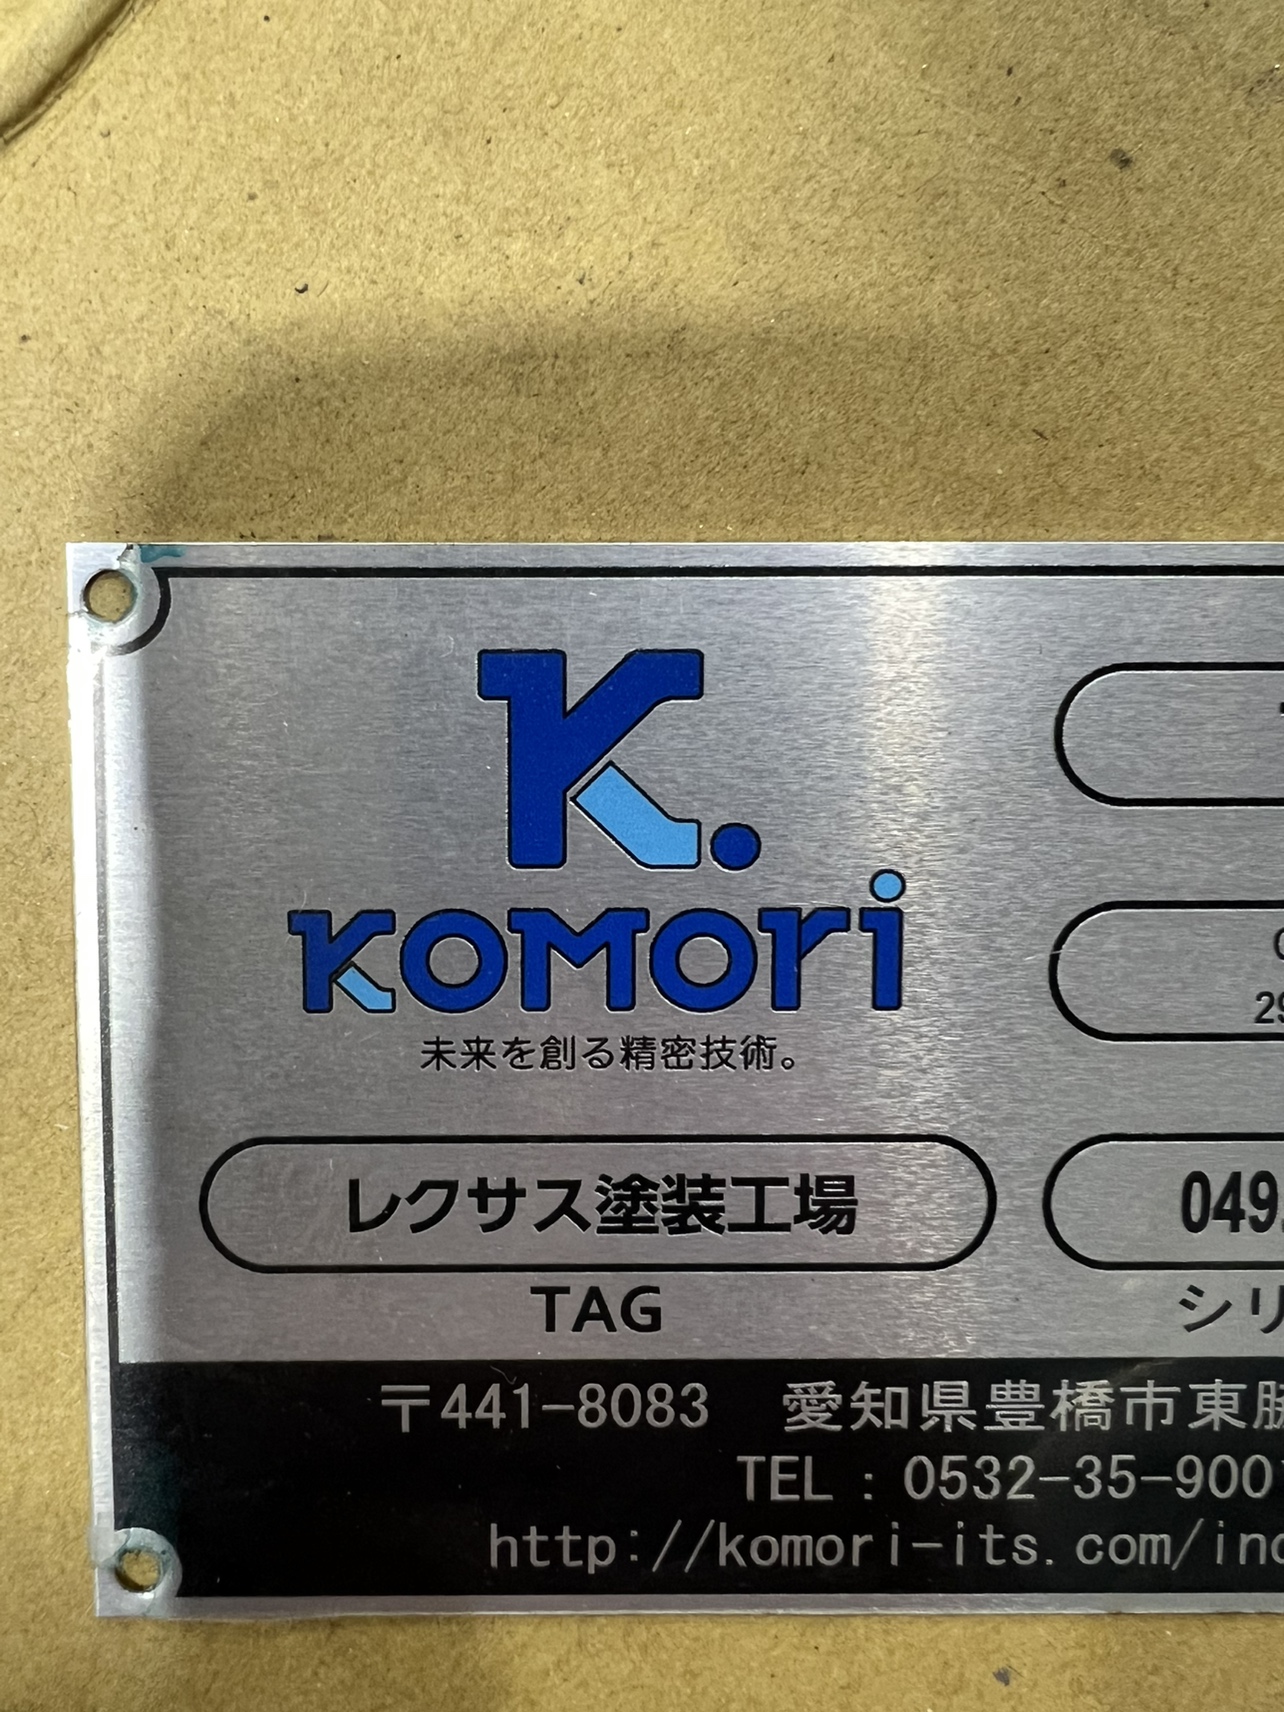 K.
KOMORI
未来を創る精密技術。
29
レクサス塗装工場
049
TAG
シリ
〒441-8083 愛知県豊橋市東
TEL : 0532-35-900
http://komori-its.com/in